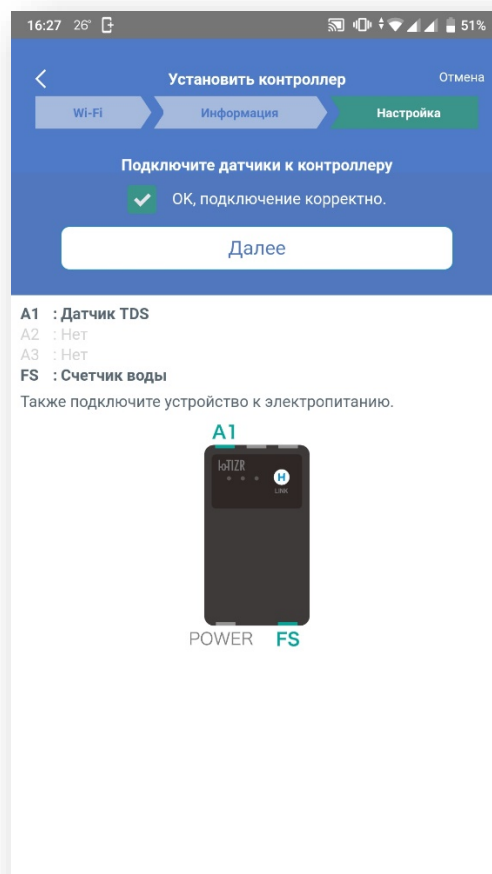 16:27 26° 51%
Установить контроллер Отмена
Wi-Fi Информация Настройка
Подключите датчики к контроллеру
OK, подключение корректно.
Далее
A1 : Датчик TDS
A2 : Нет
A3 : Нет
FS : Счетчик воды
Также подключите устройство к электропитанию.
A1
IoTIZR
H
LINK
POWER FS